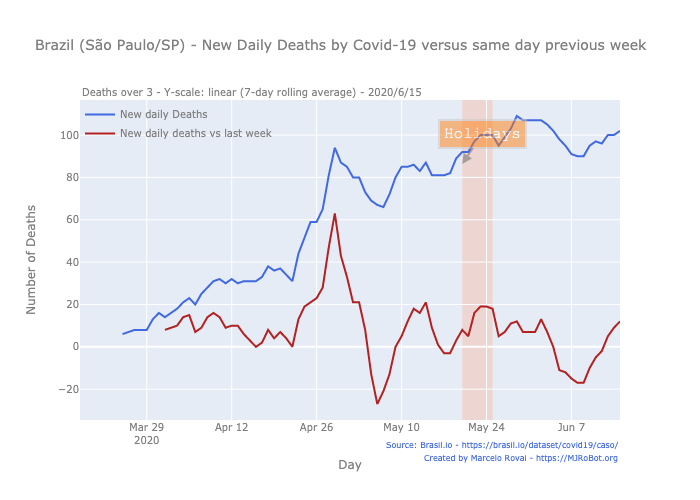 Brazil (São Paulo/SP) - New Daily Deaths by Covid-19 versus same day previous week
Deaths over 3 - Y-scale: linear (7-day rolling average) - 2020/6/15
New daily Deaths
New daily deaths vs last week
Holidays
Number of Deaths
100
80
60
40
20
0
−20
Mar 29
2020
Apr 12
Apr 26
May 10
May 24
Jun 7
Day
Source: Brasil.io - https://brasil.io/dataset/covid19/caso/
Created by Marcelo Rovai - https://MJRoBot.org